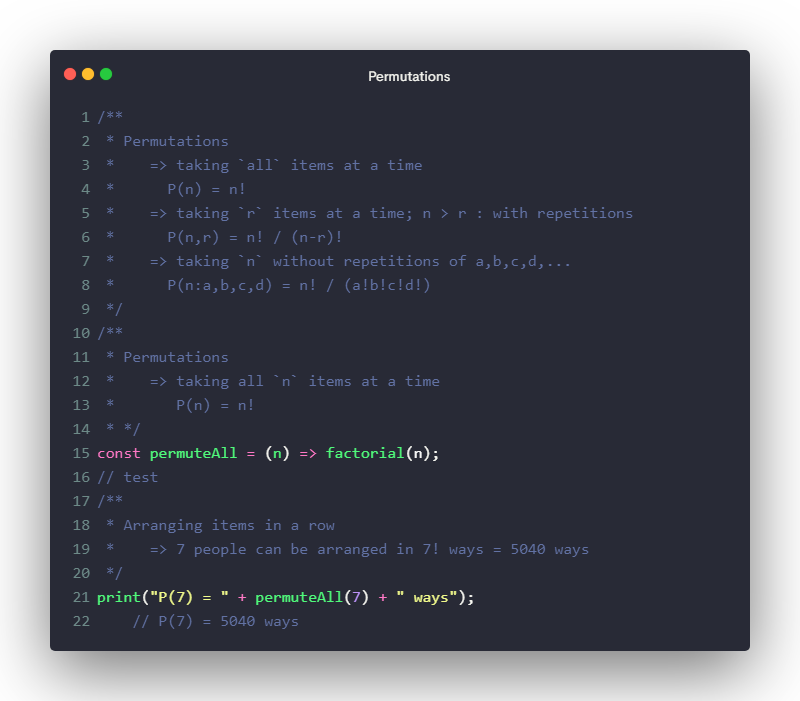 Permutations
1 /**
2  * Permutations
3  *    => taking `all` items at a time
4  *      P(n) = n!
5  *    => taking `r` items at a time; n > r : with repetitions
6  *      P(n,r) = n! / (n-r)!
7  *    => taking `n` without repetitions of a,b,c,d,...
8  *      P(n:a,b,c,d) = n! / (a!b!c!d!)
9  */
10 /**
11  * Permutations
12  *    => taking all `n` items at a time
13  *       P(n) = n!
14  * */
15 const permuteAll = (n) => factorial(n);
16 // test
17 /**
18  * Arranging items in a row
19  *    => 7 people can be arranged in 7! ways = 5040 ways
20  */
21 print("P(7) = " + permuteAll(7) + " ways");
22     // P(7) = 5040 ways